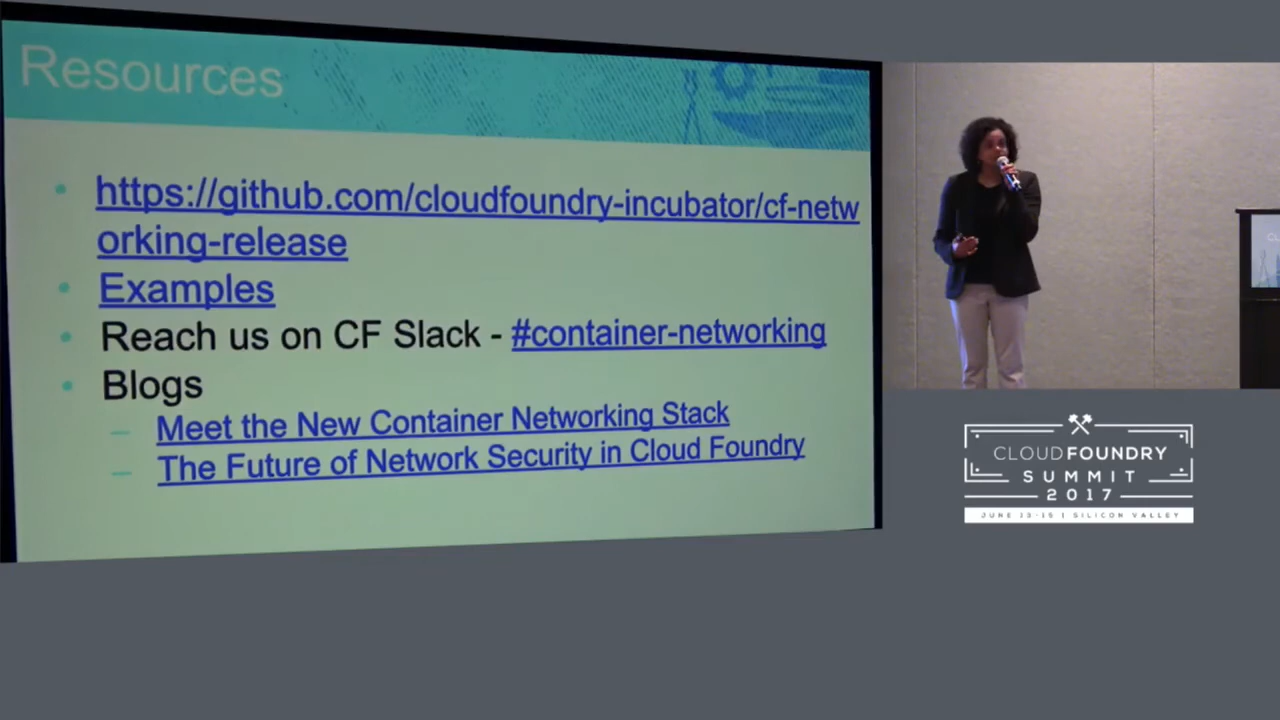 Resources
https://github.com/cloudfoundry-incubator/cf-netw
orking-release
Examples
Reach us on CF Slack - #container-networking
Blogs
Meet the New Container Networking Stack
The Future of Network Security in Cloud Foundry
CLOUD FOUNDRY
SUMMIT
2017
JUNE 13-15 | SILICON VALLEY